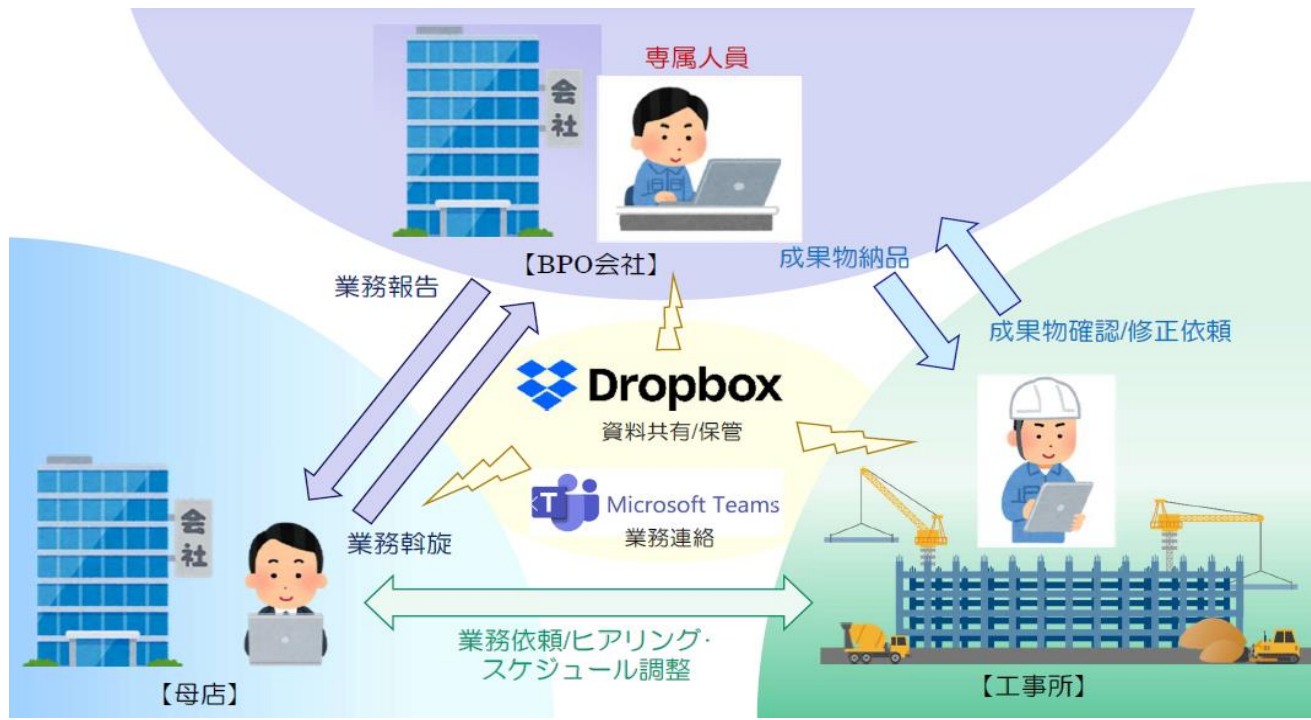 専属人員
会社
【BPO会社】
業務報告
成果物納品
成果物確認/修正依頼
Dropbox
資料共有/保管
T Microsoft Teams
業務連絡
会社
業務斡旋
業務依頼/ヒアリング・
スケジュール調整
【母店】
【工事所】